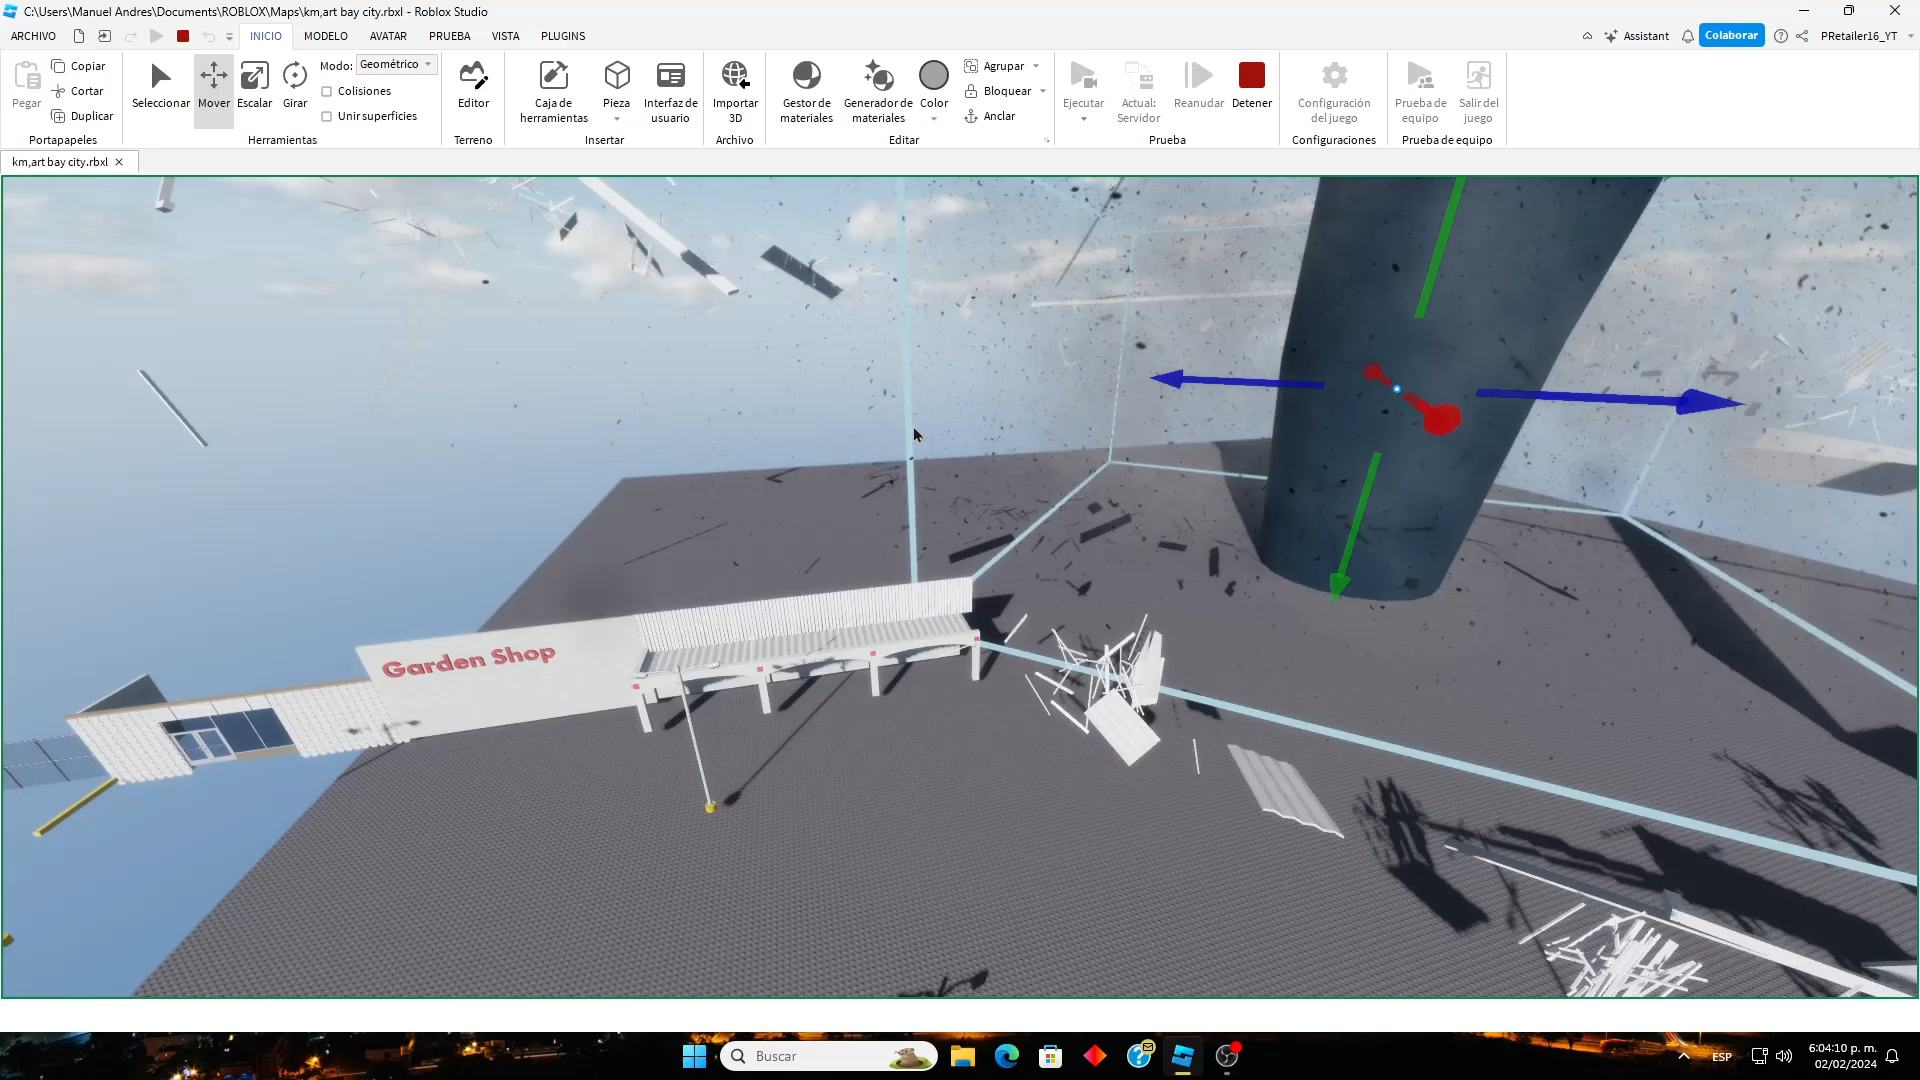 C:\Users\Manuel Andres\Documents\ROBLOX\Maps\km,art bay city.rbxl - Roblox Studio
ARCHIVO
INICIO
MODELO
AVATAR
PRUEBA
VISTA
PLUGINS
Assistant
Colaborar
PRetailer16_YT
Pegar
Copiar
Cortar
Duplicar
Portapapeles
Seleccionar
Mover
Escalar
Girar
Modo: Geométrico
Colisiones
Unir superficies
Herramientas
Editor
Terreno
Caja de herramientas
Pieza
Interfaz de usuario
Insertar
Importar 3D
Archivo
Gestor de materiales
Generador de materiales
Color
Agrupar
Bloquear
Anclar
Editar
Ejecutar
Actual: Servidor
Reanudar
Detener
Prueba
Configuración del juego
Configuraciones
Prueba de equipo
Salir del juego
Prueba de equipo
km,art bay city.rbxl
Garden Shop
Buscar
ESP
6:04:10 p. m.
02/02/2024